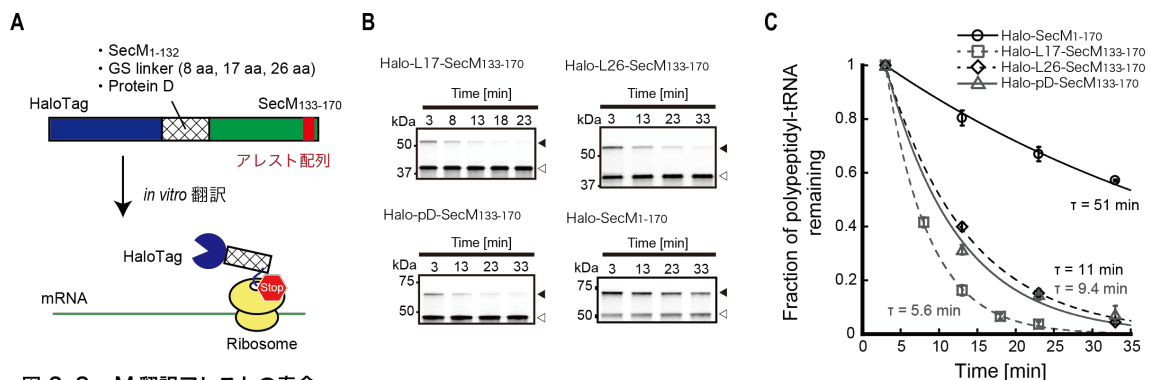 A
・SecM1-132
・GS linker (8 aa, 17 aa, 26 aa)
・Protein D
HaloTag
SecM133-170
アレスト配列
in vitro 翻訳
HaloTag
Stop
mRNA
Ribosome
B
Halo-L17-SecM133-170
Time [min]
kDa 3 8 13 18 23
50
37
Halo-L26-SecM133-170
Time [min]
kDa 3 13 23 33
50
37
Halo-pD-SecM133-170
Time [min]
kDa 3 13 23 33
75
50
Halo-SecM1-170
Time [min]
kDa 3 13 23 33
75
50
C
Halo-SecM1-170
Halo-L17-SecM133-170
Halo-L26-SecM133-170
Halo-pD-SecM133-170
Fraction of polypeptidyl-tRNA
remaining
1
0.8
0.6
0.4
0.2
0
τ = 51 min
τ = 11 min
τ = 9.4 min
τ = 5.6 min
0 5 10 15 20 25 30 35
Time [min]